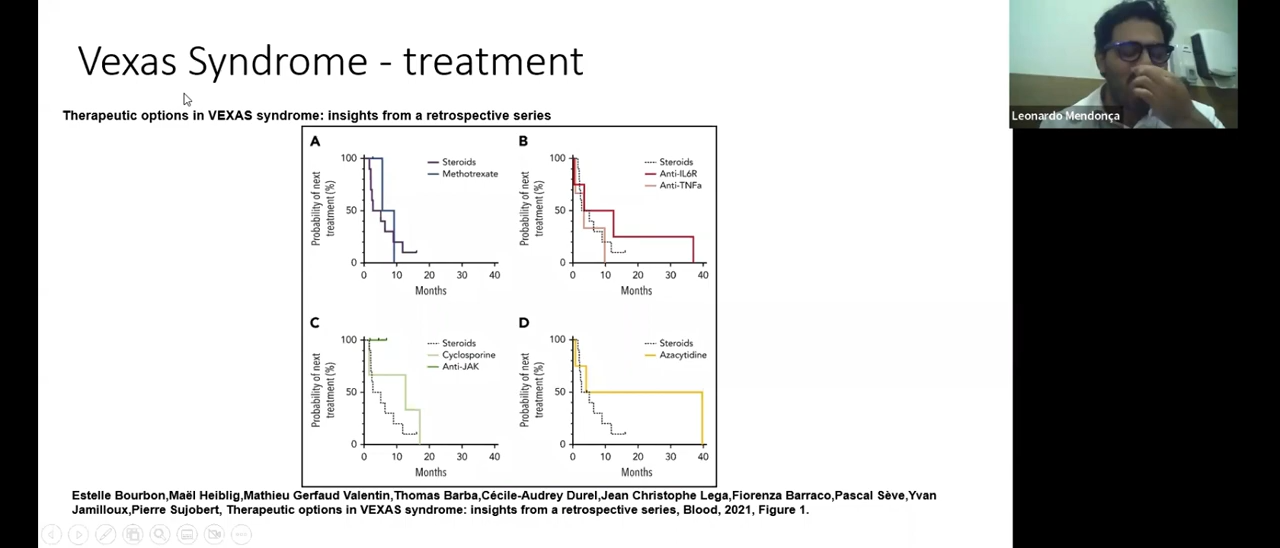 Vexas Syndrome - treatment
Leonardo Mendonça
Therapeutic options in VEXAS syndrome: insights from a retrospective series
A
100
50
0
Probability of next
treatment (%)
Steroids
Methotrexate
0 10 20 30 40
Months
B
100
50
0
Probability of next
treatment (%)
Steroids
Anti-IL6R
Anti-TNFa
0 10 20 30 40
Months
C
100
50
0
Probability of next
treatment (%)
Steroids
Cyclosporine
Anti-JAK
0 10 20 30 40
Months
D
100
50
0
Probability of next
treatment (%)
Steroids
Azacytidine
0 10 20 30 40
Months
Estelle Bourbon,Maël Heiblig,Mathieu Gerfaud Valentin,Thomas Barba,Cécile-Audrey Durel,Jean Christophe Lega,Fiorenza Barraco,Pascal Sève,Yvan
Jamilloux,Pierre Sujobert, Therapeutic options in VEXAS syndrome: insights from a retrospective series, Blood, 2021, Figure 1.